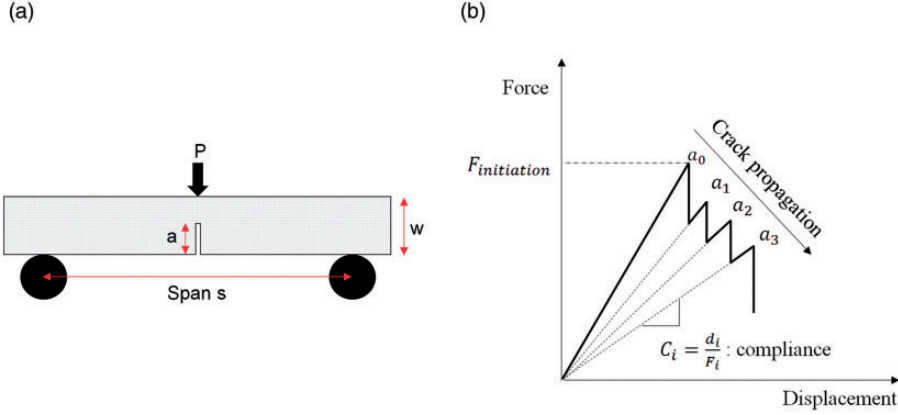 (a)
P
a
w
Span s
(b)
Force
F_initiation
a_0
a_1
a_2
a_3
Crack propagation
C_i = d_i/F_i : compliance
Displacement